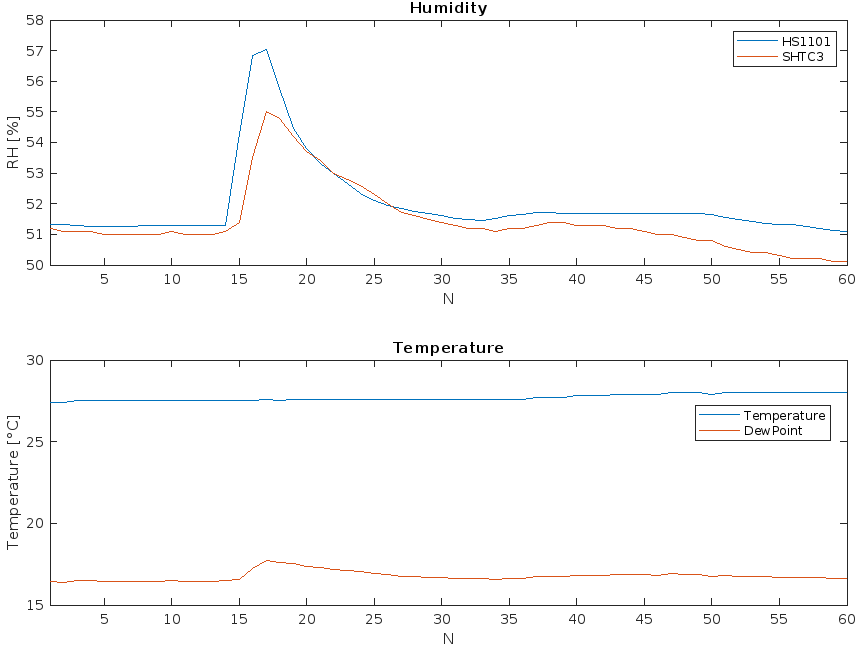 Humidity
58
57
56
55
54
53
52
51
50
RH [%]
HS1101
SHTC3
5 10 15 20 25 30 35 40 45 50 55 60
N
Temperature
30
25
20
15
Temperature [°C]
Temperature
DewPoint
5 10 15 20 25 30 35 40 45 50 55 60
N